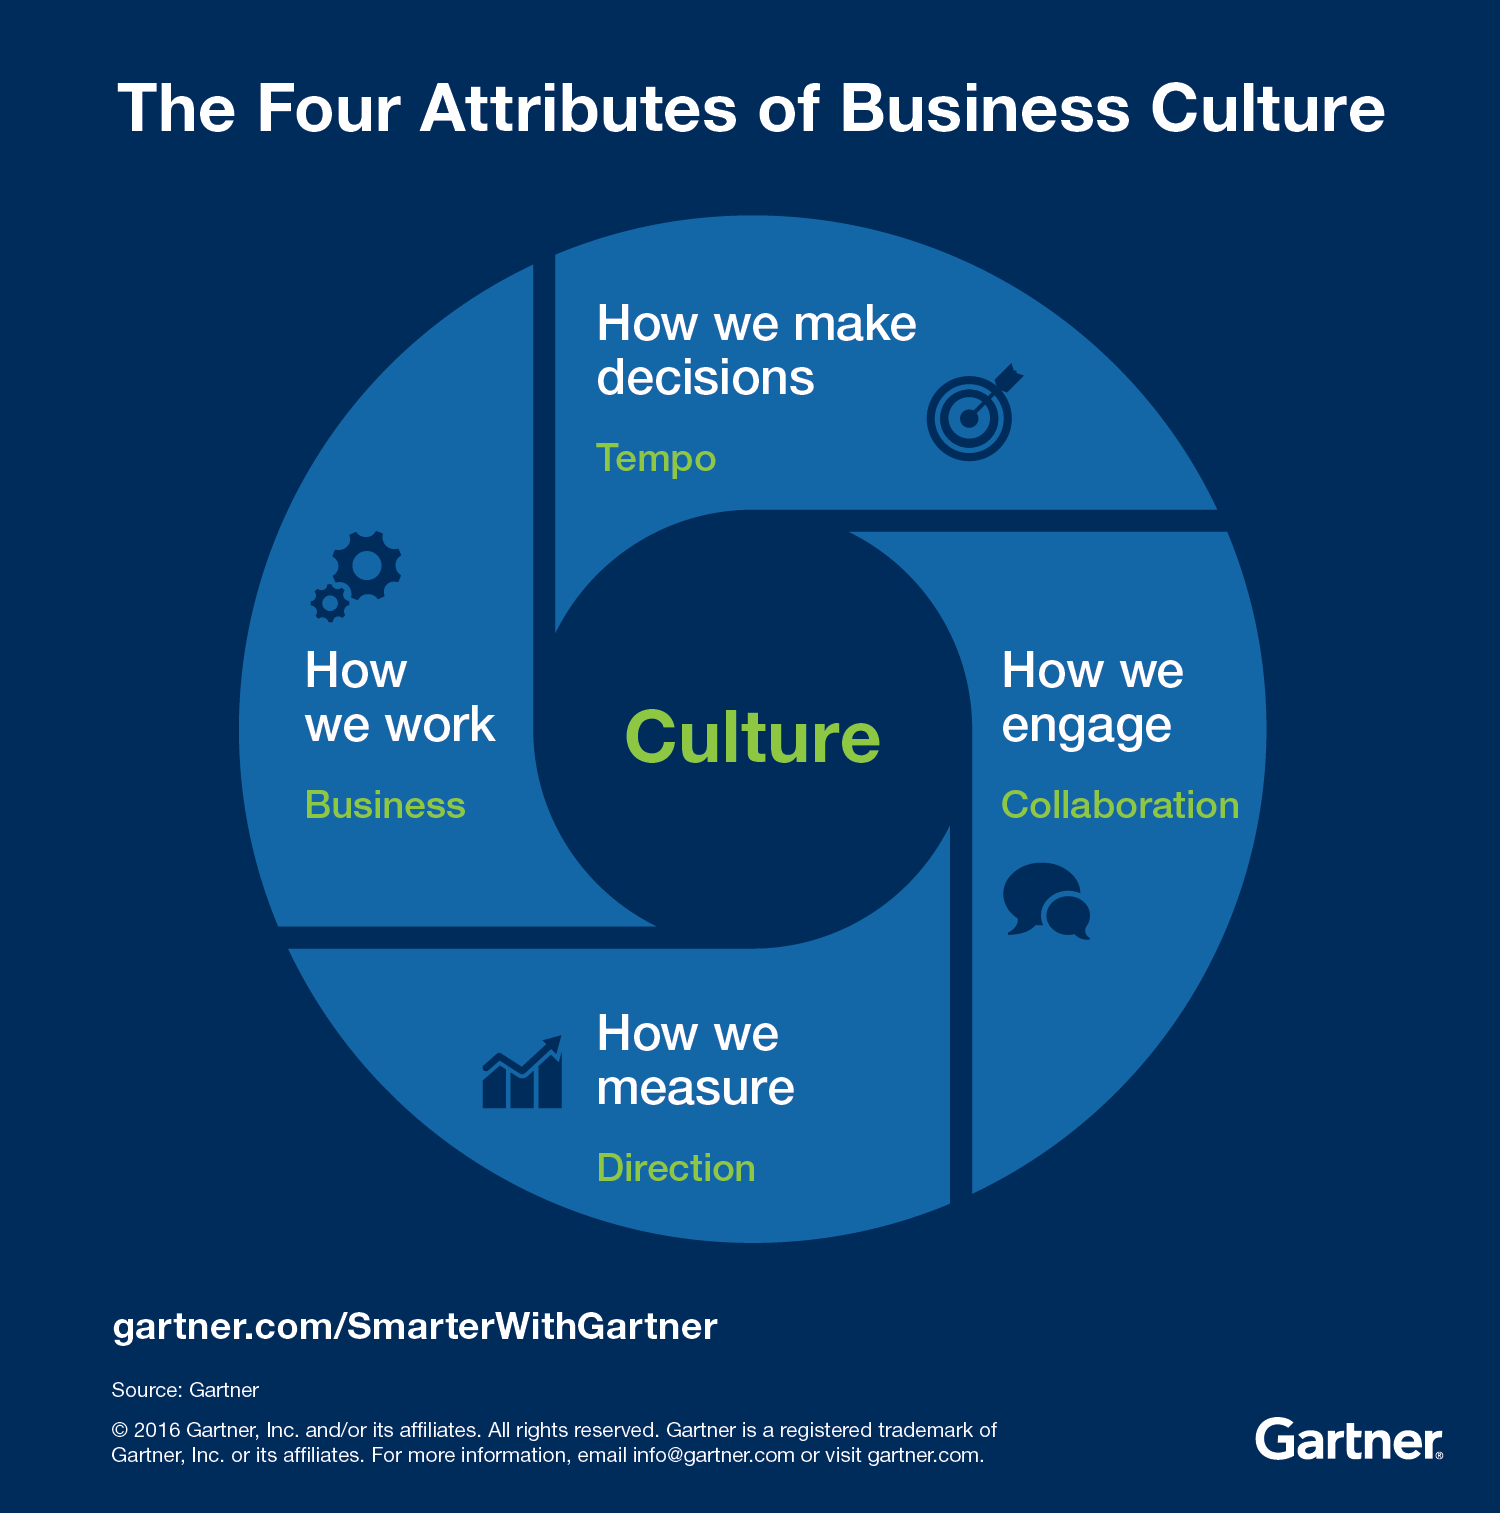 The Four Attributes of Business Culture
How we make
decisions
Tempo
How
we work
Business
Culture
How we
engage
Collaboration
How we
measure
Direction
gartner.com/SmarterWithGartner
Source: Gartner
© 2016 Gartner, Inc. and/or its affiliates. All rights reserved. Gartner is a registered trademark of
Gartner, Inc. or its affiliates. For more information, email info@gartner.com or visit gartner.com.
Gartner®